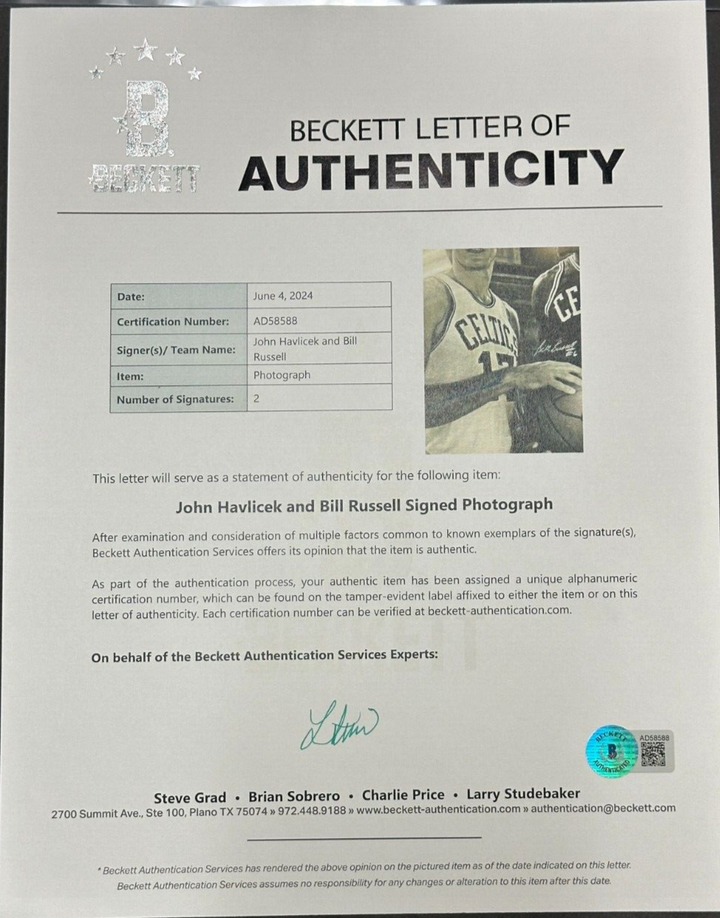 BECKETT
BECKETT LETTER OF
AUTHENTICITY
Date: June 4, 2024
Certification Number: AD58588
Signer(s)/ Team Name: John Havlicek and Bill
Russell
Item: Photograph
Number of Signatures: 2
CELTICS
17
CE
Bill Russell
#6
This letter will serve as a statement of authenticity for the following item:
John Havlicek and Bill Russell Signed Photograph
After examination and consideration of multiple factors common to known exemplars of the signature(s),
Beckett Authentication Services offers its opinion that the item is authentic.
As part of the authentication process, your authentic item has been assigned a unique alphanumeric
certification number, which can be found on the tamper-evident label affixed to either the item or on this
letter of authenticity. Each certification number can be verified at beckett-authentication.com.
On behalf of the Beckett Authentication Services Experts:
BECKETT
B
AUTHENTICATED
AD58588
Steve Grad • Brian Sobrero • Charlie Price • Larry Studebaker
2700 Summit Ave., Ste 100, Plano TX 75074 » 972.448.9188 » www.beckett-authentication.com » authentication@beckett.com
* Beckett Authentication Services has rendered the above opinion on the pictured item as of the date indicated on this letter.
Beckett Authentication Services assumes no responsibility for any changes or alteration to this item after this date.